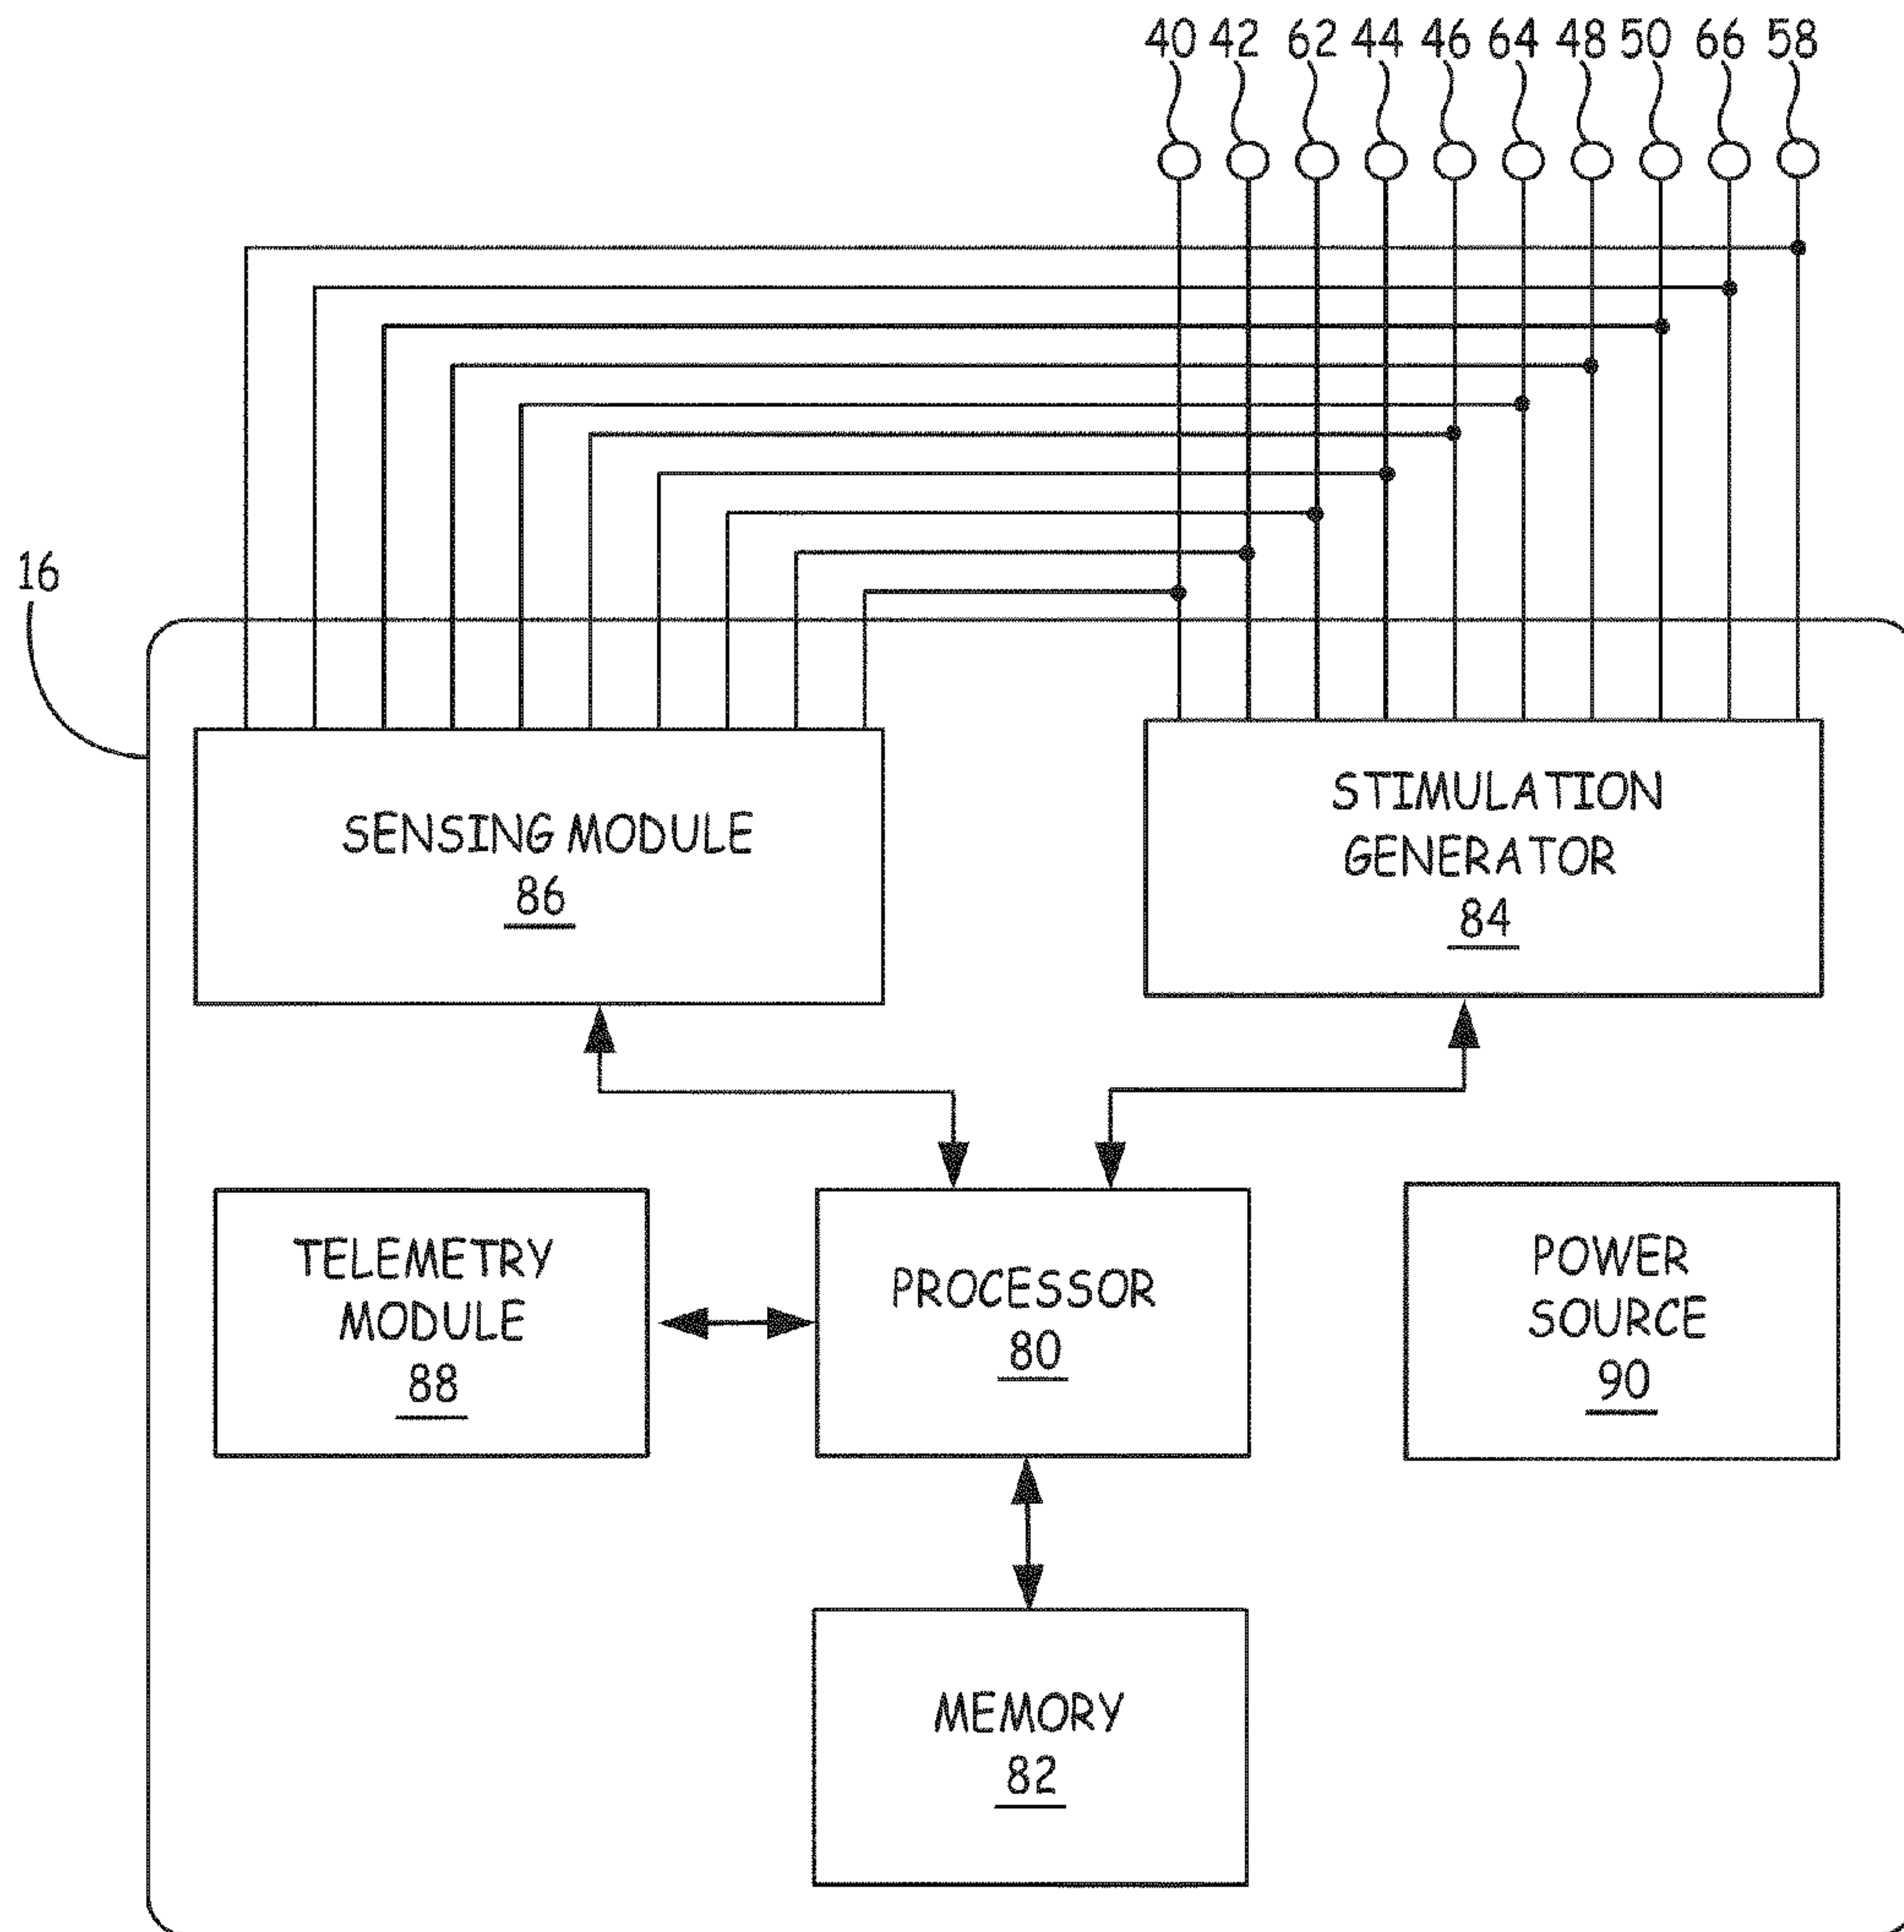 40 42 62 44 46 64 48 50 66 58
16
SENSING MODULE
86
STIMULATION
GENERATOR
84
TELEMETRY
MODULE
88
PROCESSOR
80
POWER
SOURCE
90
MEMORY
82